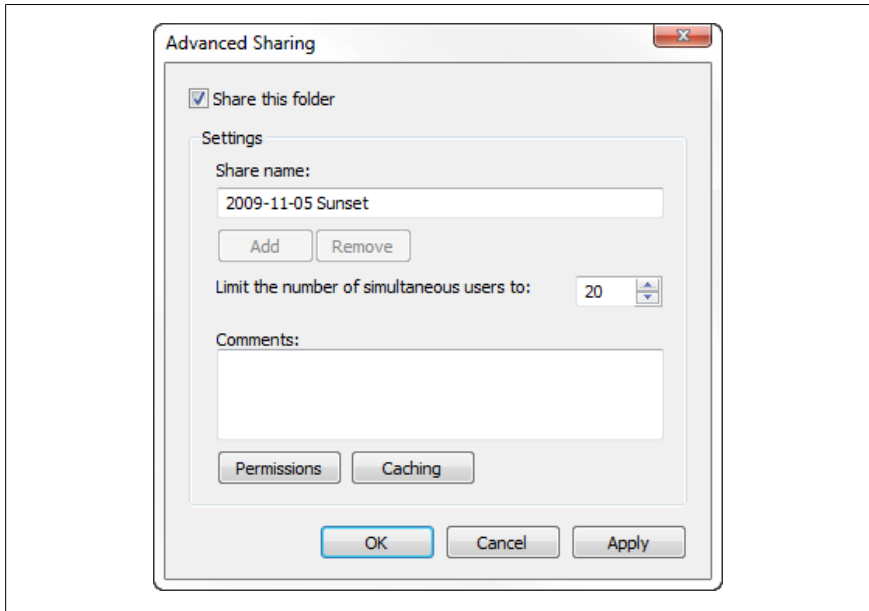 Advanced Sharing
Share this folder
Settings
Share name:
2009-11-05 Sunset
Add Remove
Limit the number of simultaneous users to: 20
Comments:
Permissions Caching
OK Cancel Apply